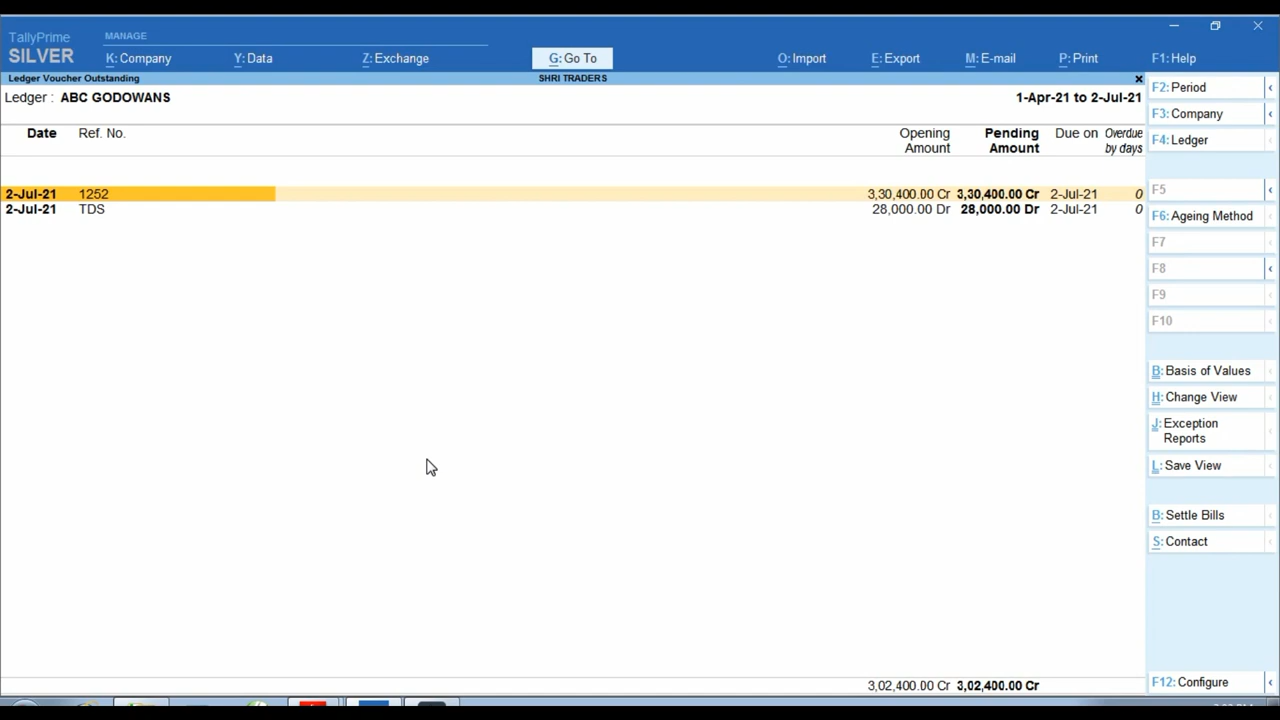 TallyPrime
SILVER
MANAGE
K: Company
Y: Data
Z: Exchange
G: Go To
O: Import
E: Export
M: E-mail
P: Print
F1: Help
Ledger Voucher Outstanding
SHRI TRADERS
Ledger : ABC GODOWANS
1-Apr-21 to 2-Jul-21
Date Ref. No. Opening Pending Due on Overdue
Amount Amount by days
2-Jul-21 1252 3,30,400.00 Cr 3,30,400.00 Cr 2-Jul-21 0
2-Jul-21 TDS 28,000.00 Dr 28,000.00 Dr 2-Jul-21 0
3,02,400.00 Cr 3,02,400.00 Cr
F2: Period
F3: Company
F4: Ledger
F5
F6: Ageing Method
F7
F8
F9
F10
B: Basis of Values
H: Change View
J: Exception
Reports
L: Save View
B: Settle Bills
S: Contact
F12: Configure